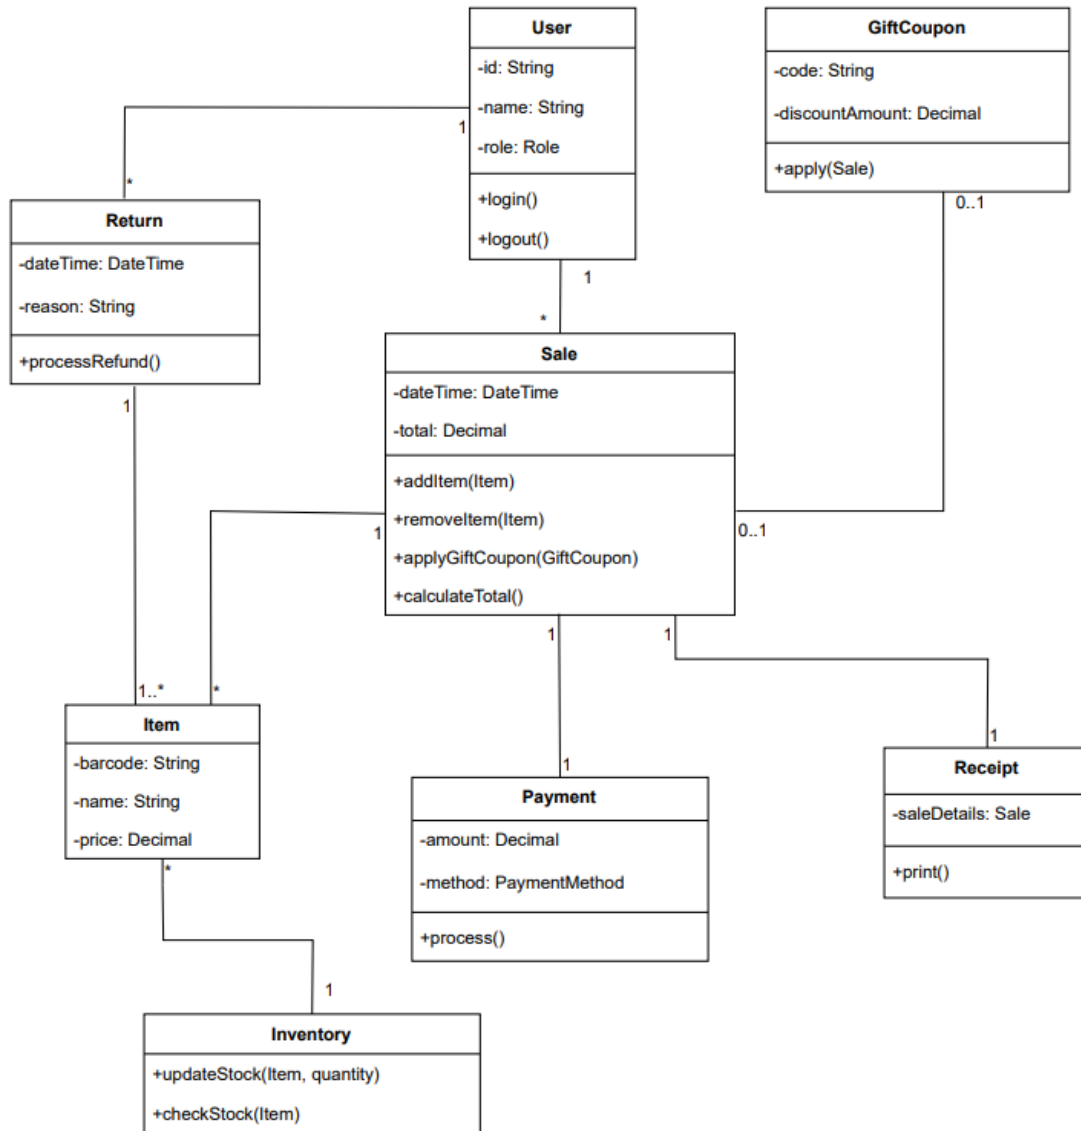 User
-id: String
-name: String
-role: Role
+login()
+logout()
GiftCoupon
-code: String
-discountAmount: Decimal
+apply(Sale)
0..1
1
*
Return
-dateTime: DateTime
-reason: String
+processRefund()
1
1
*
Sale
-dateTime: DateTime
-total: Decimal
+addItem(Item)
+removeItem(Item)
+applyGiftCoupon(GiftCoupon)
+calculateTotal()
1
0..1
1
1
1..*
*
Item
-barcode: String
-name: String
-price: Decimal
*
1
Payment
-amount: Decimal
-method: PaymentMethod
+process()
1
Receipt
-saleDetails: Sale
+print()
1
Inventory
+updateStock(Item, quantity)
+checkStock(Item)